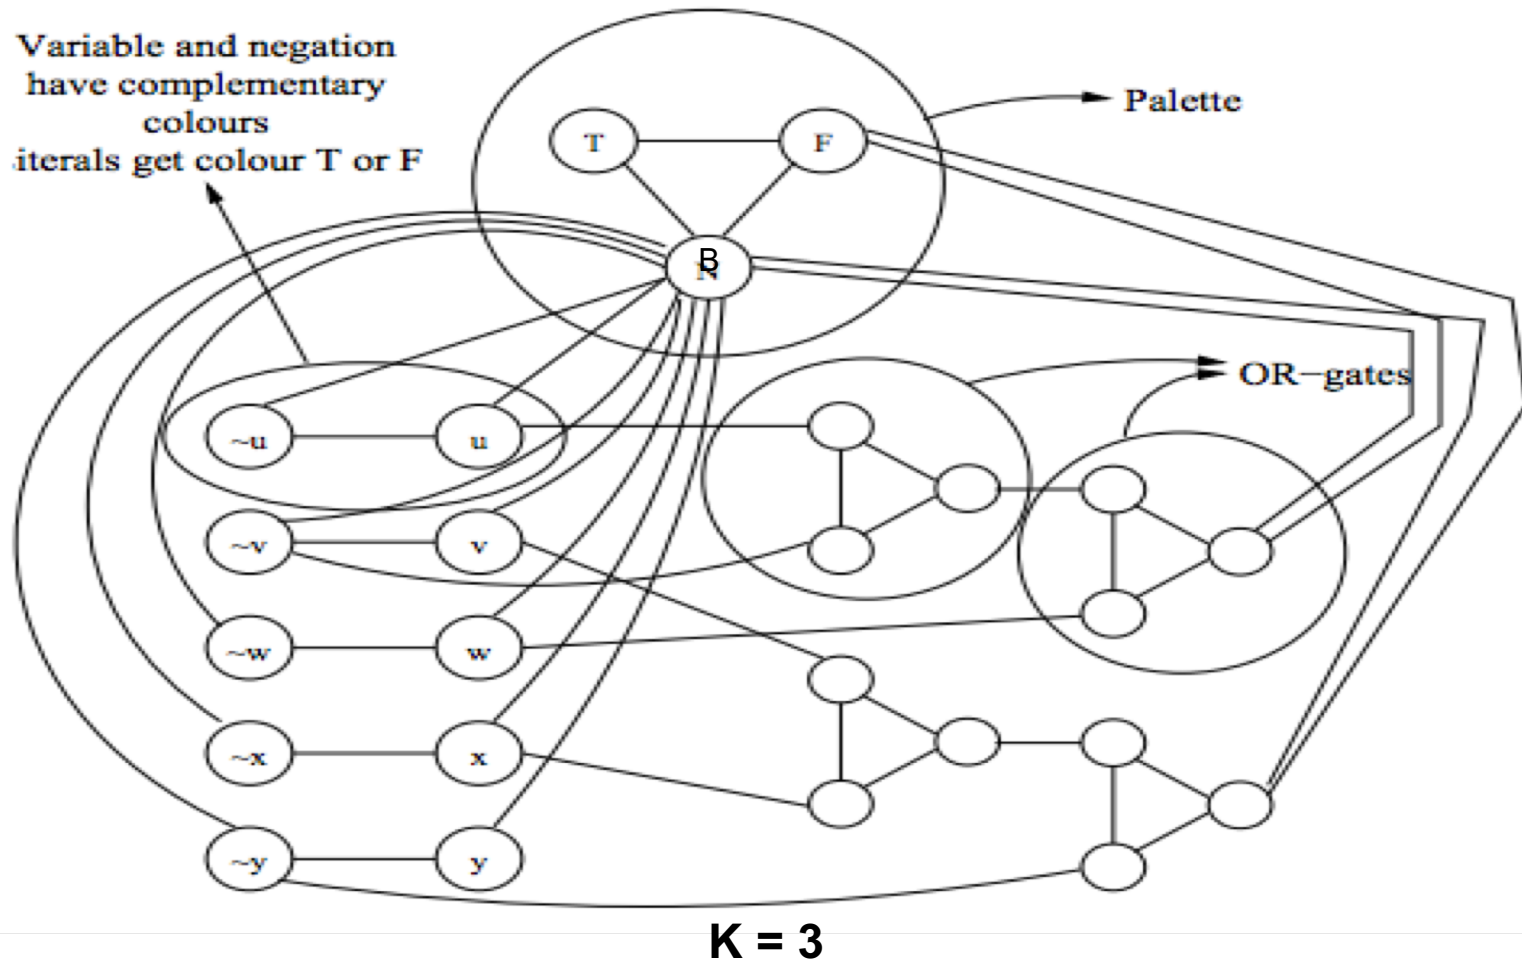 Variable and negation
have complementary
colours
iterals get colour T or F
Palette
T
F
B
N
OR−gates
~u
u
~v
v
~w
w
~x
x
~y
y
K = 3